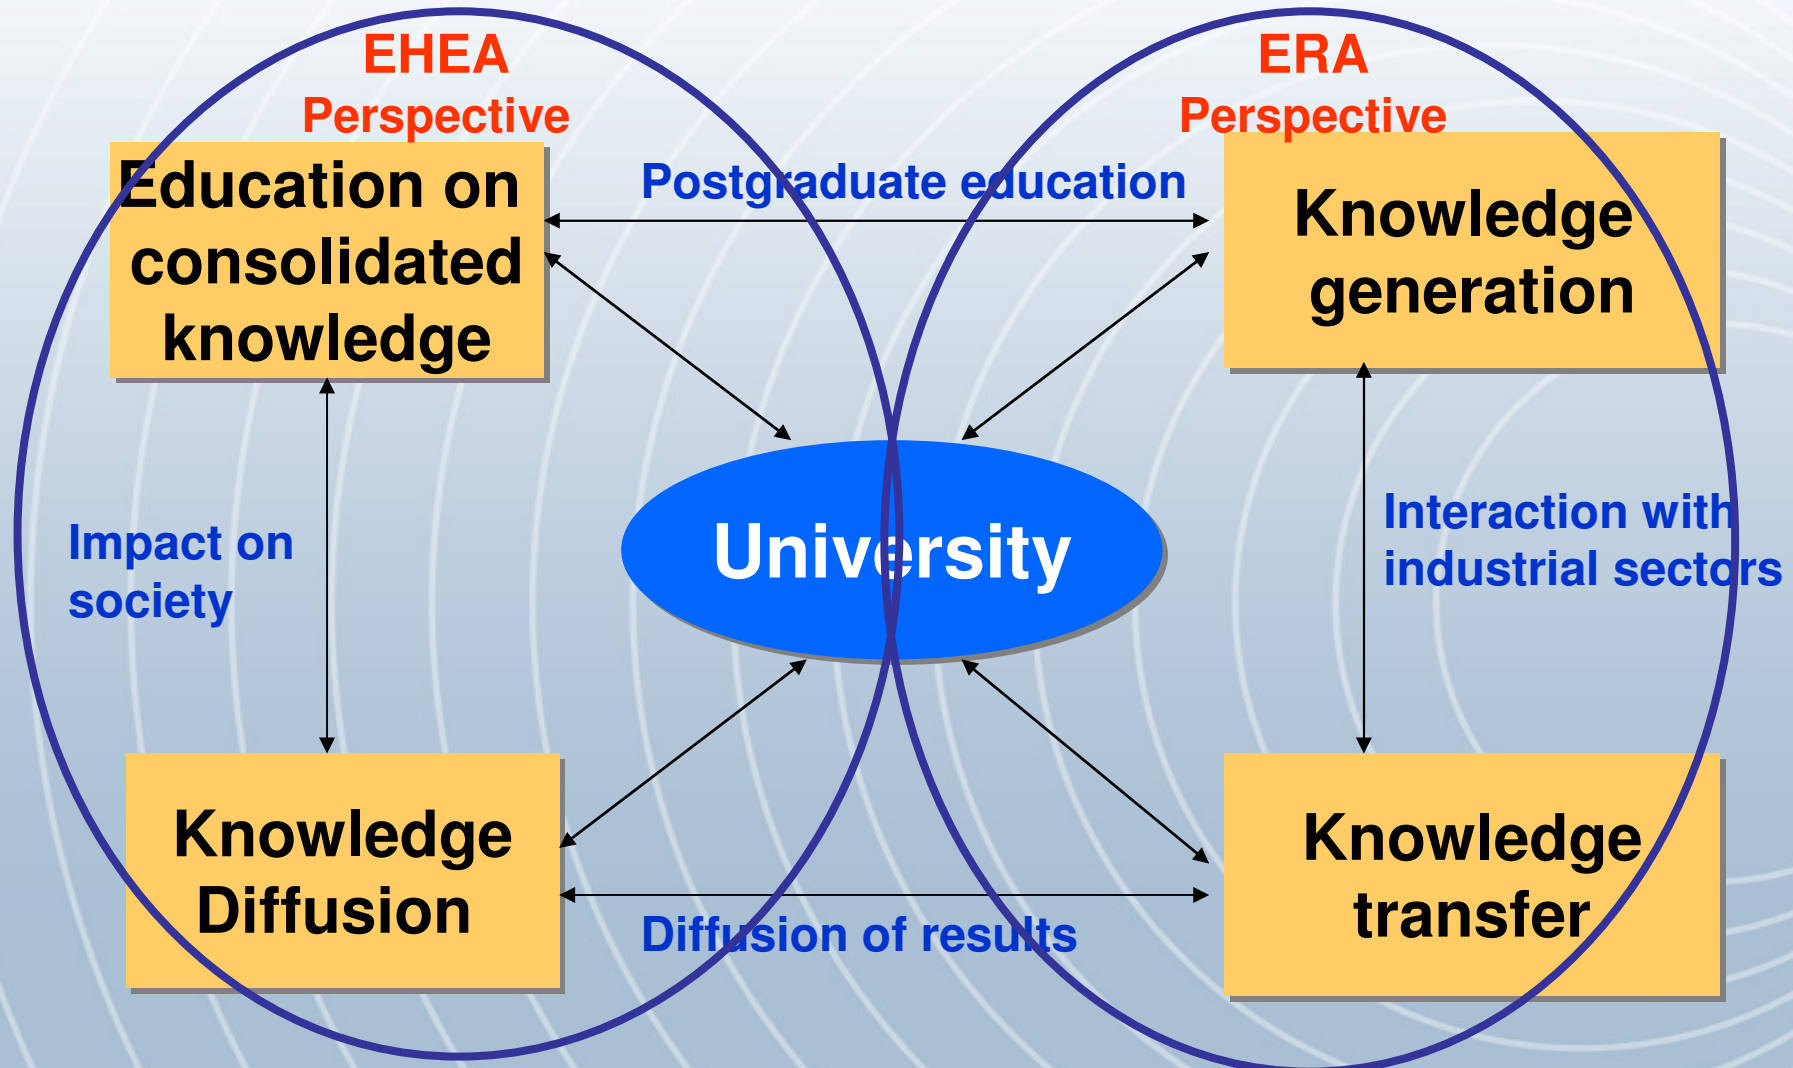 EHEA
Perspective
ERA
Perspective
Education on
consolidated
knowledge
Postgraduate education
Knowledge
generation
Impact on
society
University
Interaction with
industrial sectors
Knowledge
Diffusion
Diffusion of results
Knowledge
transfer